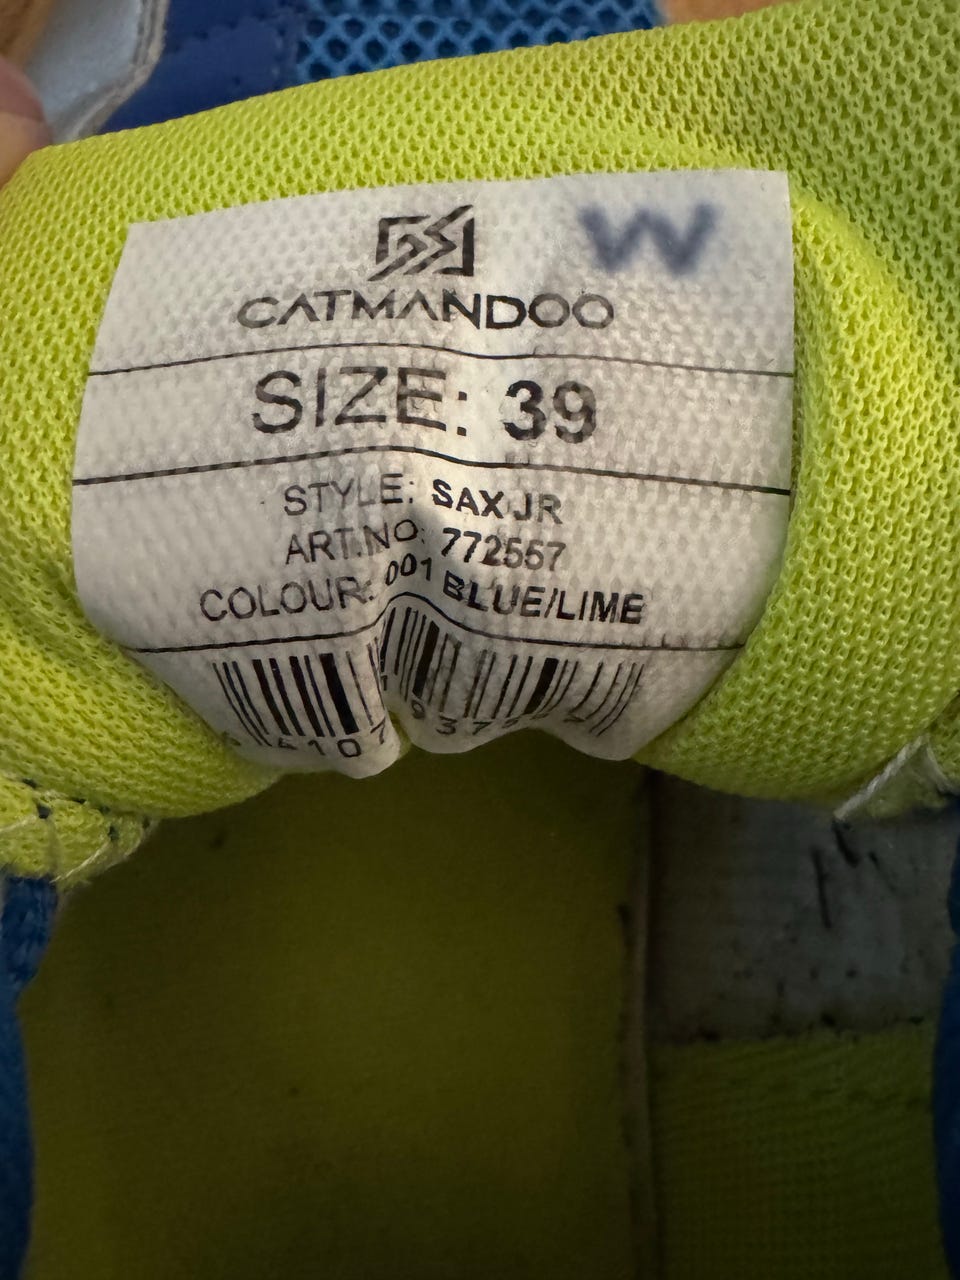 W
CATMANDOO
SIZE: 39
STYLE: SAX JR
ART.NO: 772557
COLOUR: 001 BLUE/LIME